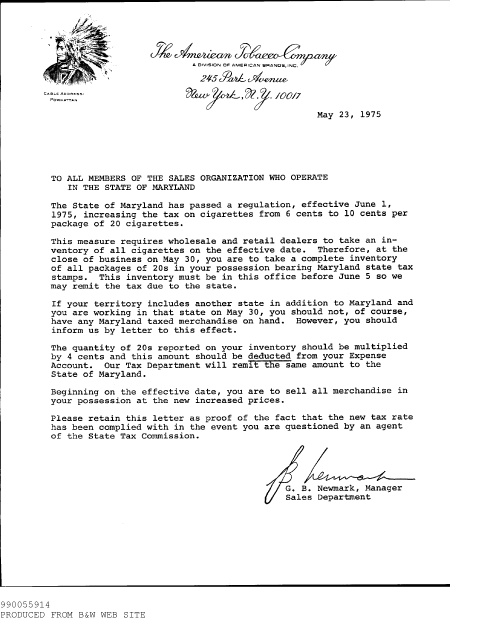 The American Tobacco Company
A DIVISION OF AMERICAN BRANDS, INC.
245 Park Avenue
New York, N.Y. 10017
CABLE ADDRESS:
POWHATTAN
May 23, 1975
TO ALL MEMBERS OF THE SALES ORGANIZATION WHO OPERATE
IN THE STATE OF MARYLAND
The State of Maryland has passed a regulation, effective June 1,
1975, increasing the tax on cigarettes from 6 cents to 10 cents per
package of 20 cigarettes.
This measure requires wholesale and retail dealers to take an in-
ventory of all cigarettes on the effective date. Therefore, at the
close of business on May 30, you are to take a complete inventory
of all packages of 20s in your possession bearing Maryland state tax
stamps. This inventory must be in this office before June 5 so we
may remit the tax due to the state.
If your territory includes another state in addition to Maryland and
you are working in that state on May 30, you should not, of course,
have any Maryland taxed merchandise on hand. However, you should
inform us by letter to this effect.
The quantity of 20s reported on your inventory should be multiplied
by 4 cents and this amount should be deducted from your Expense
Account. Our Tax Department will remit the same amount to the
State of Maryland.
Beginning on the effective date, you are to sell all merchandise in
your possession at the new increased prices.
Please retain this letter as proof of the fact that the new tax rate
has been complied with in the event you are questioned by an agent
of the State Tax Commission.
G. B. Newmark, Manager
Sales Department
990055914
PRODUCED FROM B&W WEB SITE